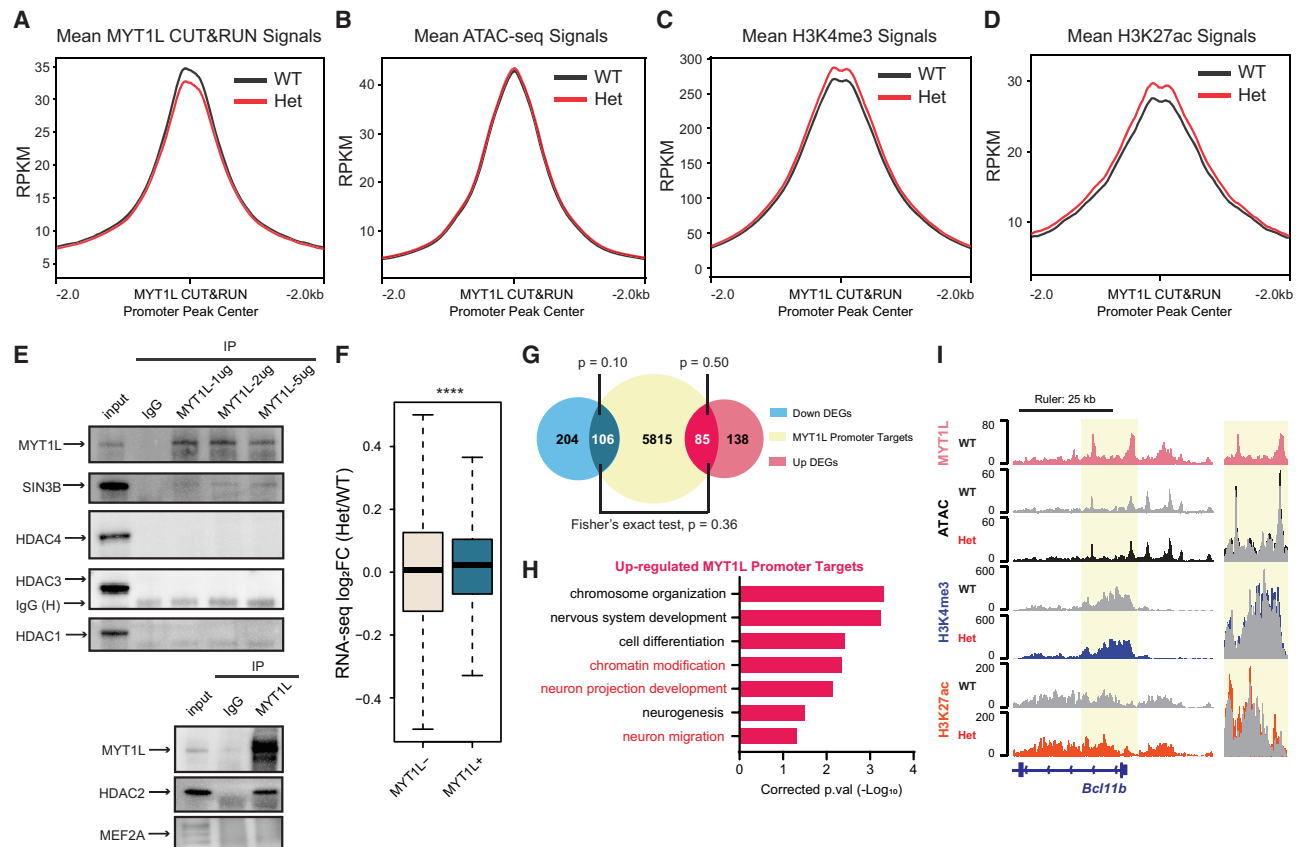 A
Mean MYT1L CUT&RUN Signals
RPKM
35
30
25
20
15
10
5
WT
Het
-2.0
MYT1L CUT&RUN
Promoter Peak Center
-2.0kb
B
Mean ATAC-seq Signals
RPKM
40
30
20
10
WT
Het
-2.0
MYT1L CUT&RUN
Promoter Peak Center
-2.0kb
C
Mean H3K4me3 Signals
RPKM
300
250
200
150
100
50
0
WT
Het
-2.0
MYT1L CUT&RUN
Promoter Peak Center
-2.0kb
D
Mean H3K27ac Signals
RPKM
30
20
10
WT
Het
-2.0
MYT1L CUT&RUN
Promoter Peak Center
-2.0kb
E
IP
input
IgG
MYT1L-1ug
MYT1L-2ug
MYT1L-5ug
MYT1L
SIN3B
HDAC4
HDAC3
IgG (H)
HDAC1
IP
input
IgG
MYT1L
MYT1L
HDAC2
MEF2A
F
****
RNA-seq log₂FC (Het/WT)
0.4
0.2
0.0
−0.2
−0.4
MYT1L−
MYT1L+
G
p = 0.10
p = 0.50
204
106
5815
85
138
Down DEGs
MYT1L Promoter Targets
Up DEGs
Fisher's exact test, p = 0.36
H
Up-regulated MYT1L Promoter Targets
chromosome organization
nervous system development
cell differentiation
chromatin modification
neuron projection development
neurogenesis
neuron migration
0
1
2
3
4
Corrected p.val (-Log₁₀)
I
Ruler: 25 kb
MYT1L
WT
80
0
ATAC
WT
60
0
Het
60
0
H3K4me3
WT
600
0
Het
600
0
H3K27ac
WT
200
0
Het
200
0
Bcl11b